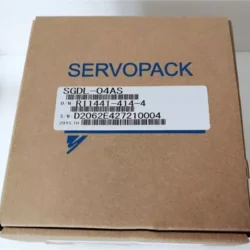 SERVOPACK
SGDL-04AS
O/N R11441-414-4
S/N D2062E427210004